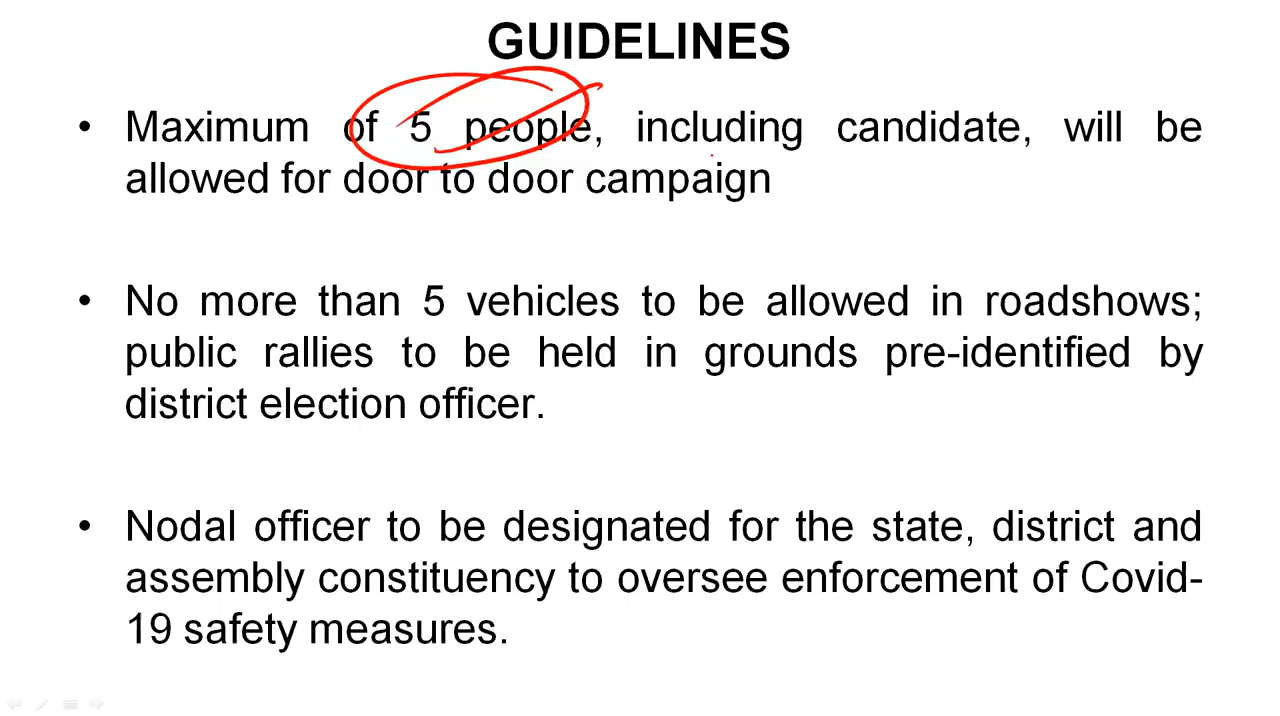 GUIDELINES
• Maximum of 5 people, including candidate, will be
allowed for door to door campaign
• No more than 5 vehicles to be allowed in roadshows;
public rallies to be held in grounds pre-identified by
district election officer.
• Nodal officer to be designated for the state, district and
assembly constituency to oversee enforcement of Covid-
19 safety measures.